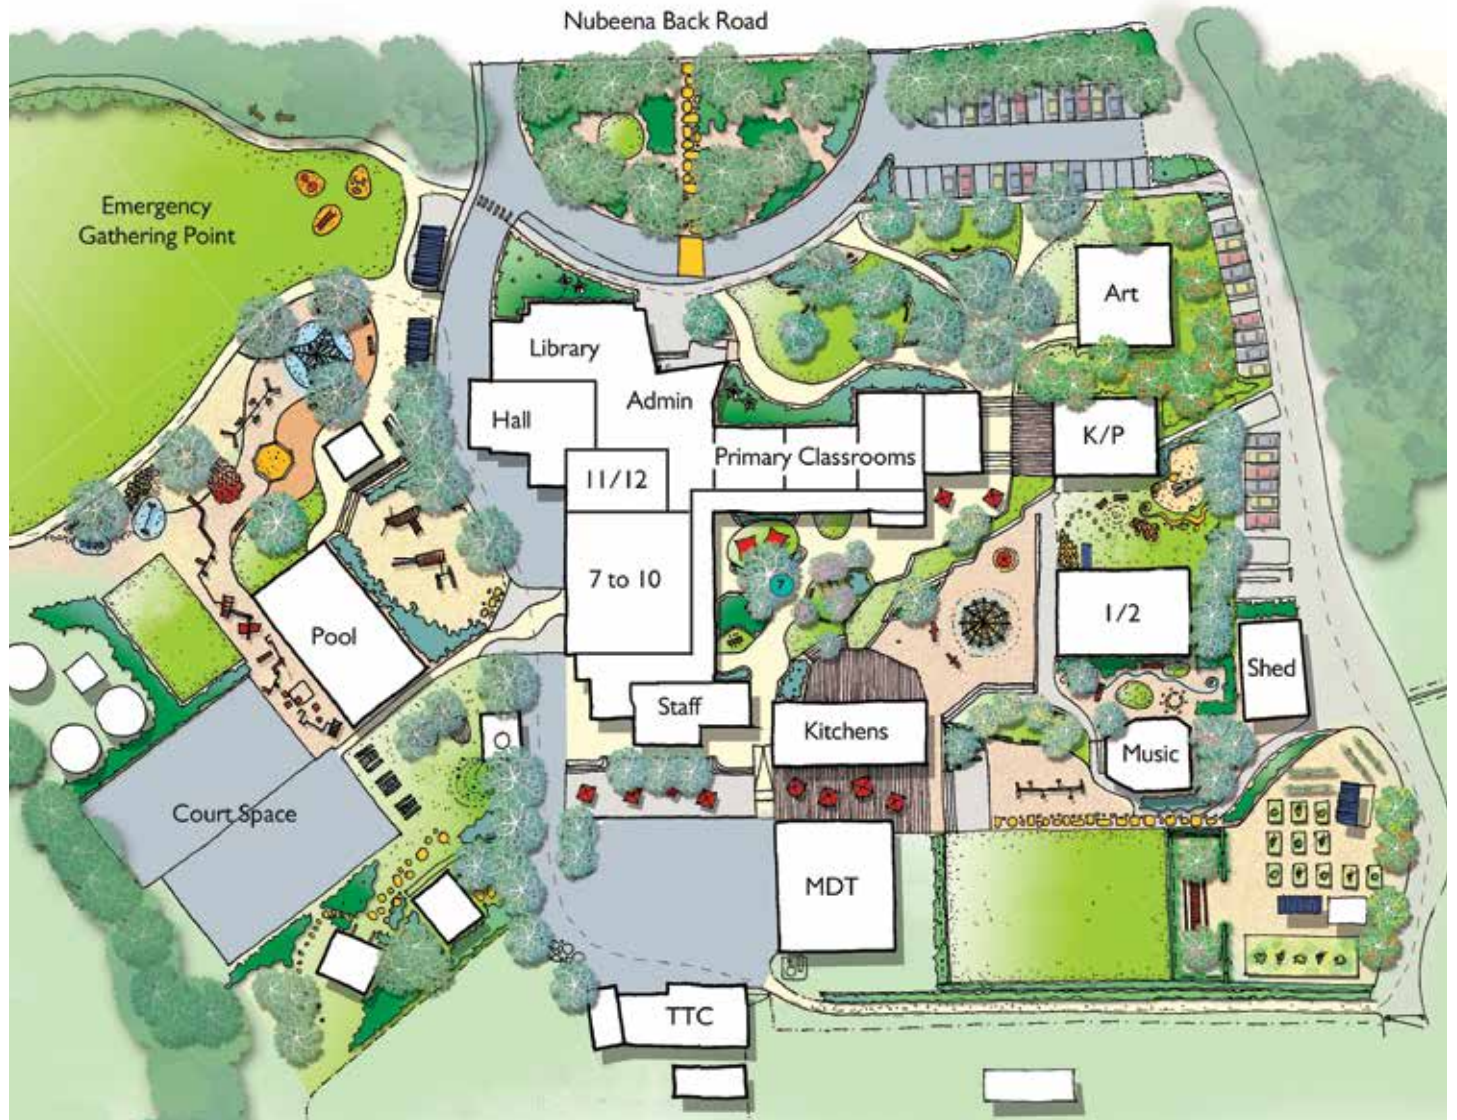 Nubeena Back Road
Emergency
Gathering Point
Art
Library
Admin
Hall
K/P
Primary Classrooms
11/12
7 to 10
1/2
Pool
Shed
Staff
Kitchens
Music
Court Space
MDT
TTC